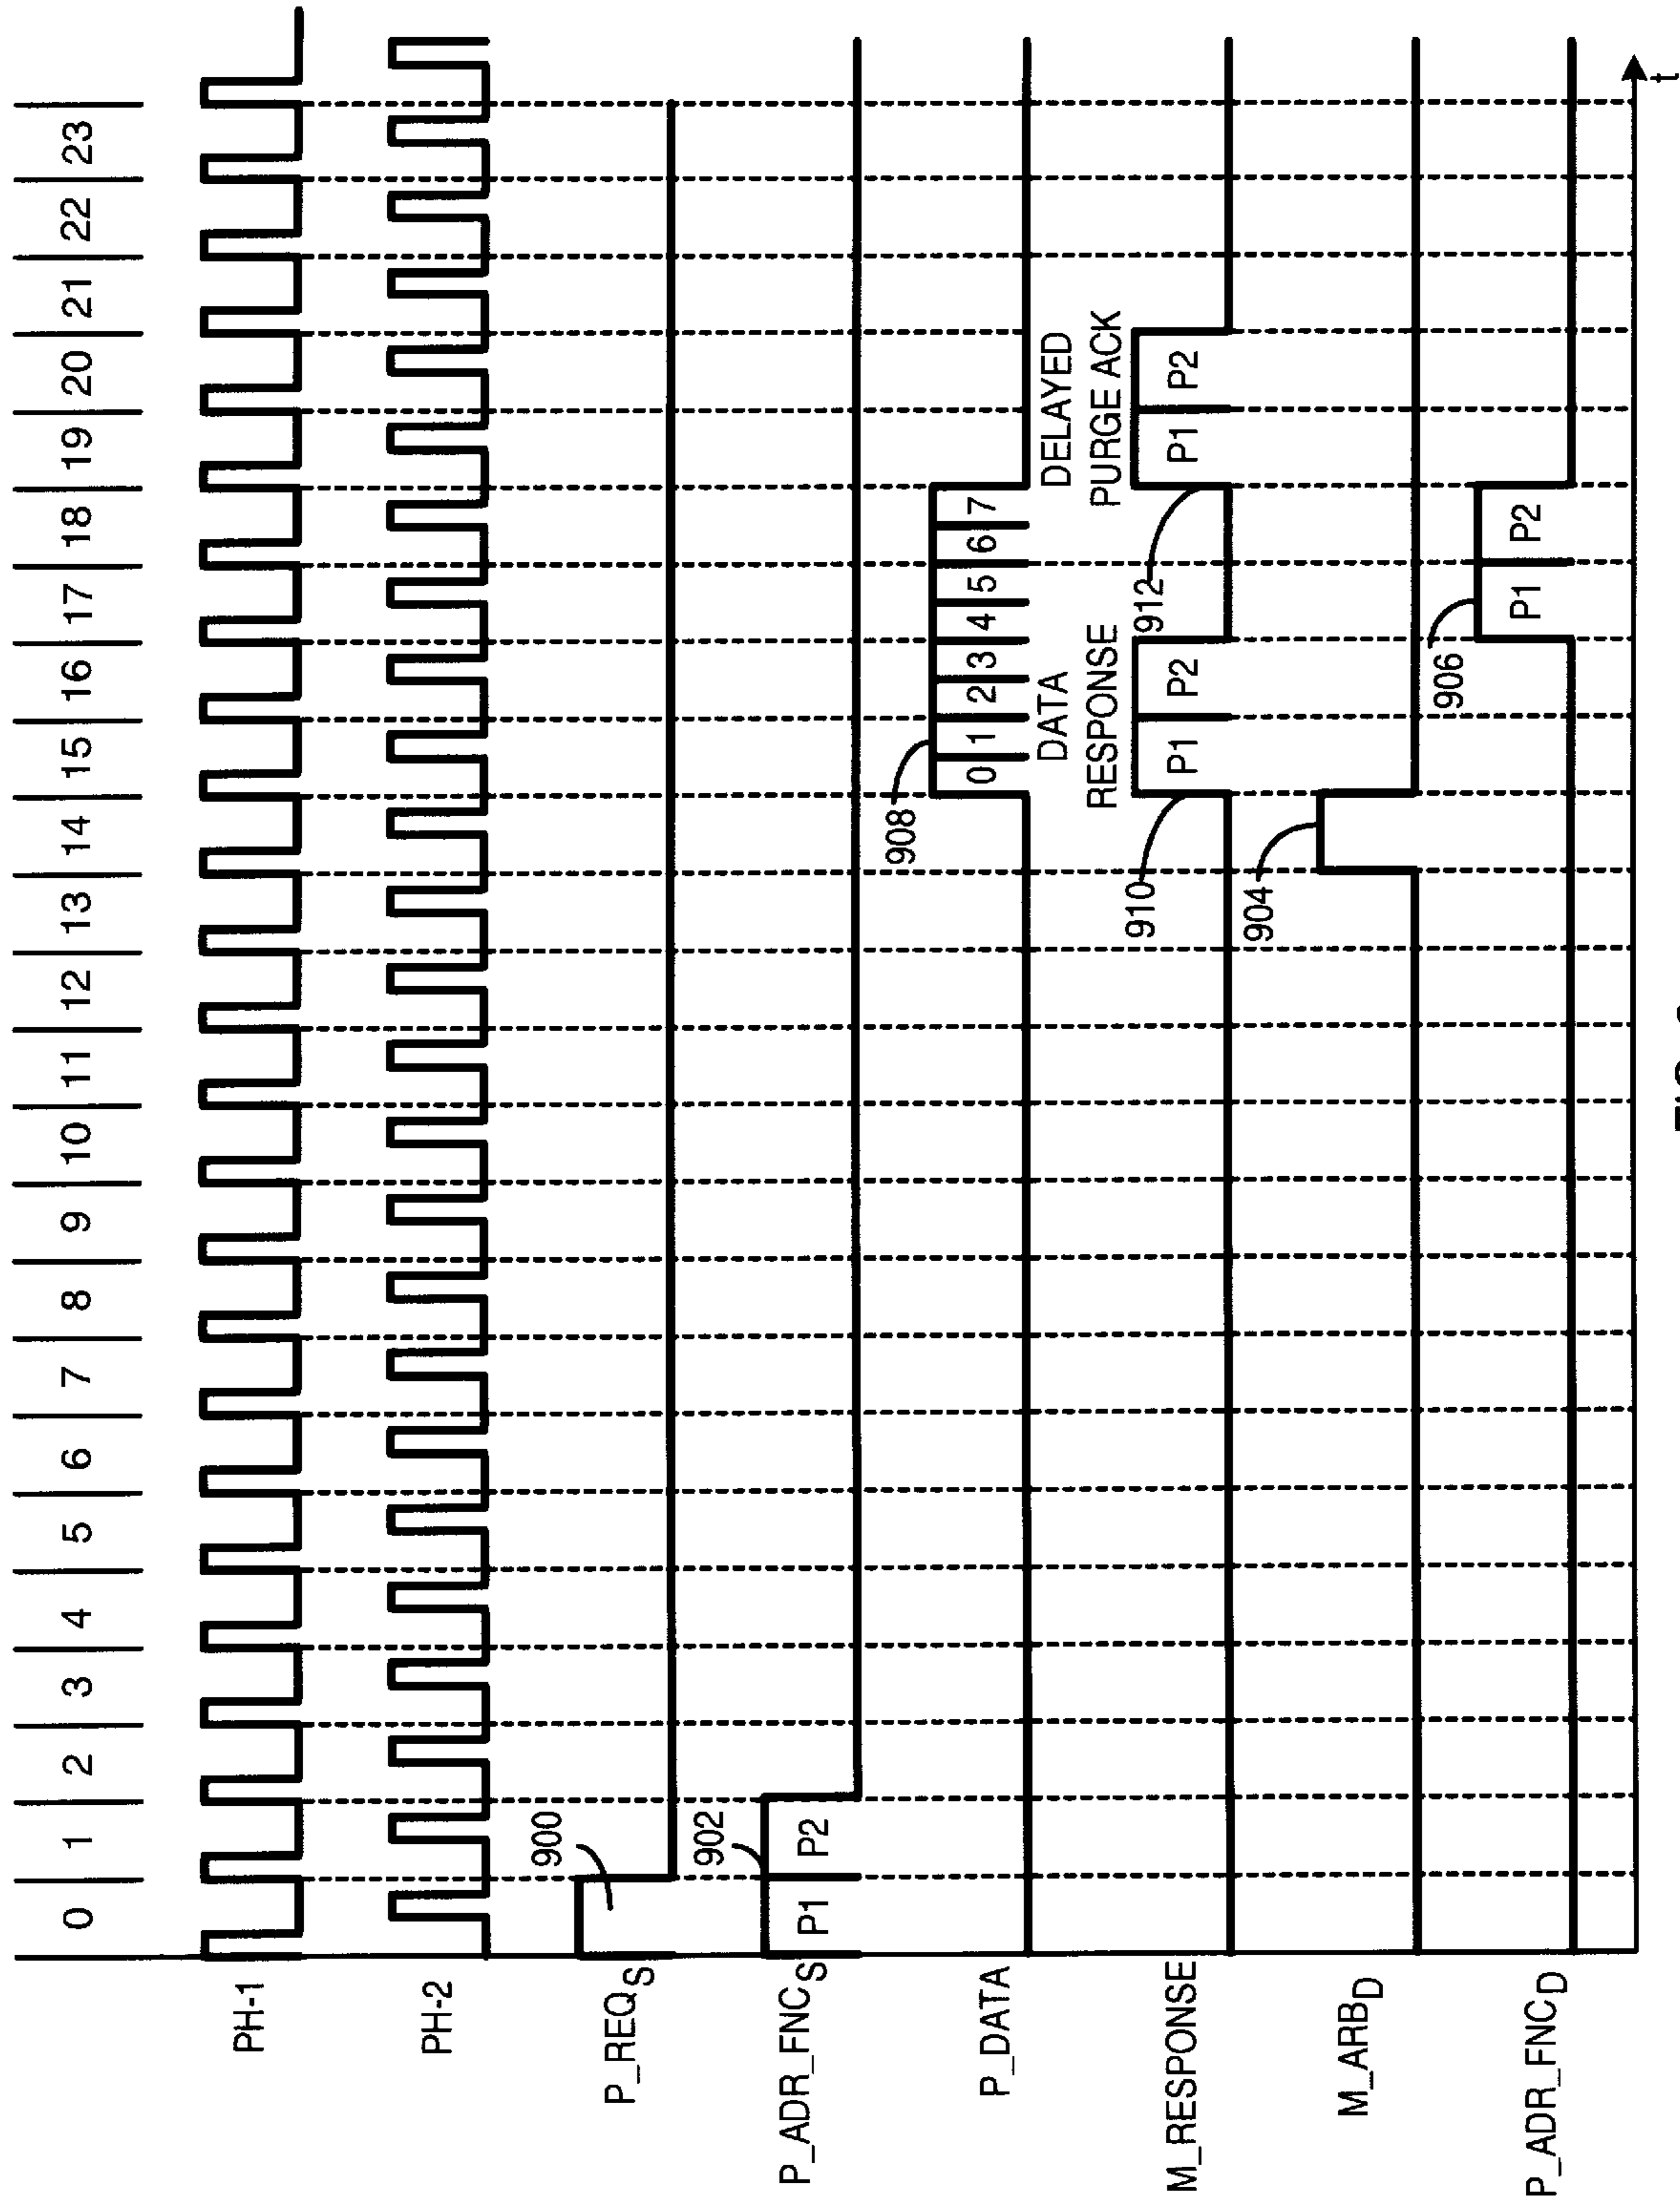 0 1 2 3 4 5 6 7 8 9 10 11 12 13 14 15 16 17 18 19 20 21 22 23
PH-1
PH-2
P_REQS
900
P_ADR_FNCS
902
P1 P2
P_DATA
908
0 1 2 3 4 5 6 7
M_RESPONSE
DATA
RESPONSE
910
P1 P2
DELAYED
PURGE ACK
912
P1 P2
M_ARBD
904
P_ADR_FNCD
906
P1 P2
t